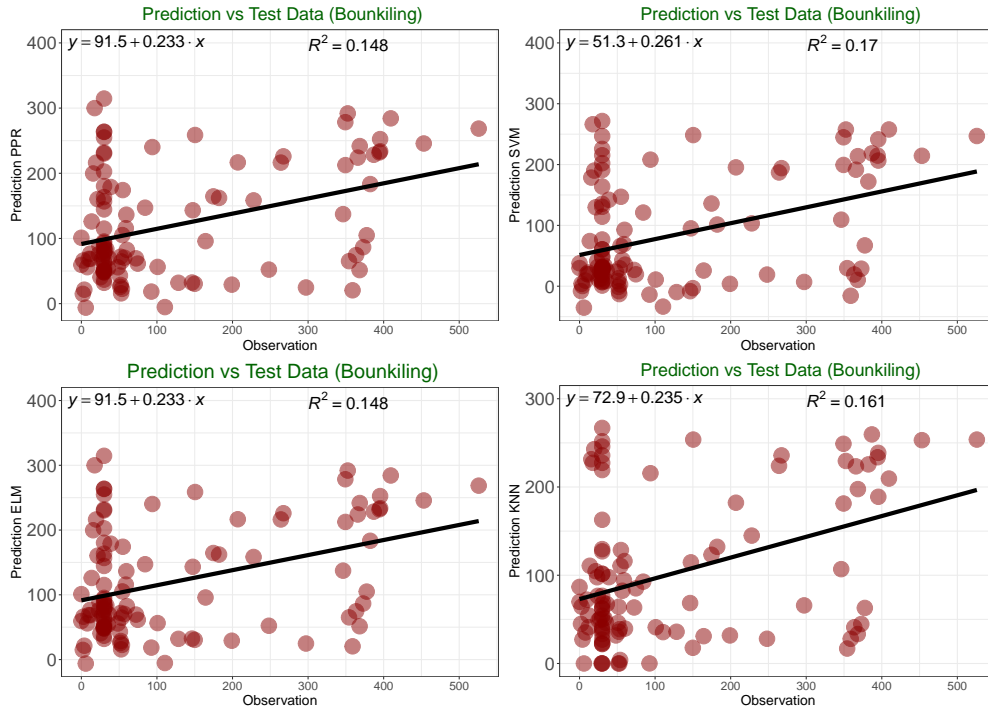 Prediction vs Test Data (Bounkiling)
y = 91.5 + 0.233 · x
R² = 0.148
400
300
200
100
0
Prediction PPR
0 100 200 300 400 500
Observation
Prediction vs Test Data (Bounkiling)
y = 51.3 + 0.261 · x
R² = 0.17
400
300
200
100
0
Prediction SVM
0 100 200 300 400 500
Observation
Prediction vs Test Data (Bounkiling)
y = 91.5 + 0.233 · x
R² = 0.148
400
300
200
100
0
Prediction ELM
0 100 200 300 400 500
Observation
Prediction vs Test Data (Bounkiling)
y = 72.9 + 0.235 · x
R² = 0.161
300
200
100
0
Prediction KNN
0 100 200 300 400 500
Observation